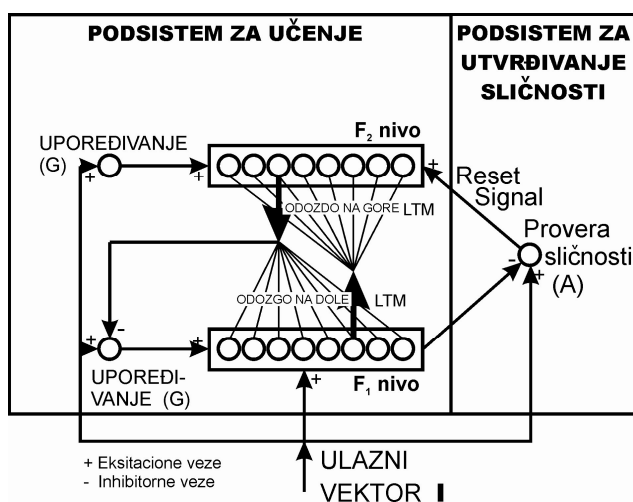 PODSISTEM ZA UČENJE
PODSISTEM ZA
UTVRĐIVANJE
SLIČNOSTI
UPOREĐIVANJE
(G)
+
+
F2 nivo
+
Reset
Signal
ODOZDO NA GORE LTM
Provera
sličnosti
(A)
-
+
ODOZGO NA DOLE LTM
+
-
+
UPOREĐI-
VANJE (G)
+
F1 nivo
+ Eksitacione veze
- Inhibitorne veze
ULAZNI
VEKTOR I